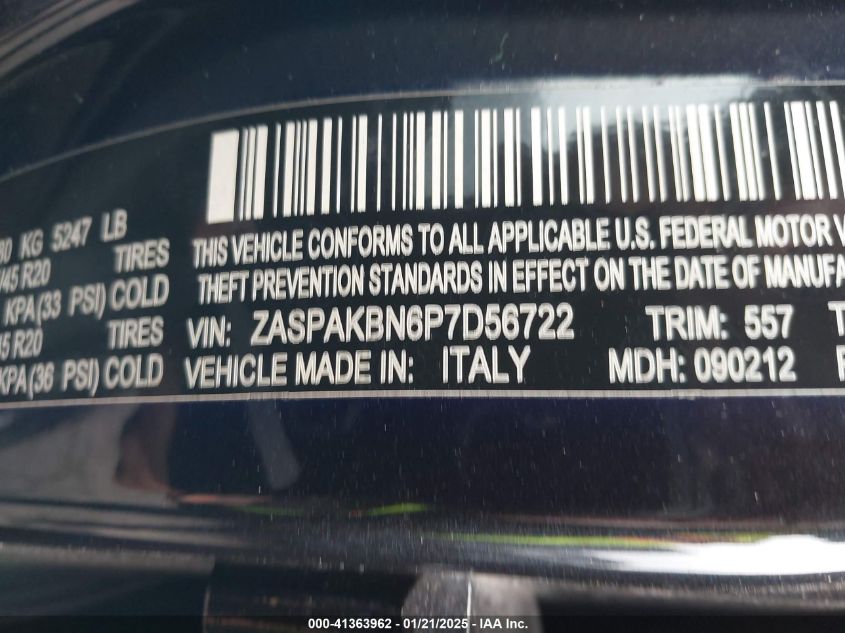 80 KG 5247 LB
/45 R20 TIRES
KPA(33 PSI) COLD
45 R20 TIRES
KPA(36 PSI) COLD
THIS VEHICLE CONFORMS TO ALL APPLICABLE U.S. FEDERAL MOTOR V
THEFT PREVENTION STANDARDS IN EFFECT ON THE DATE OF MANUFA
VIN: ZASPAKBN6P7D56722 TRIM: 557 T
VEHICLE MADE IN: ITALY MDH: 090212
000-41363962 - 01/21/2025 - IAA Inc.